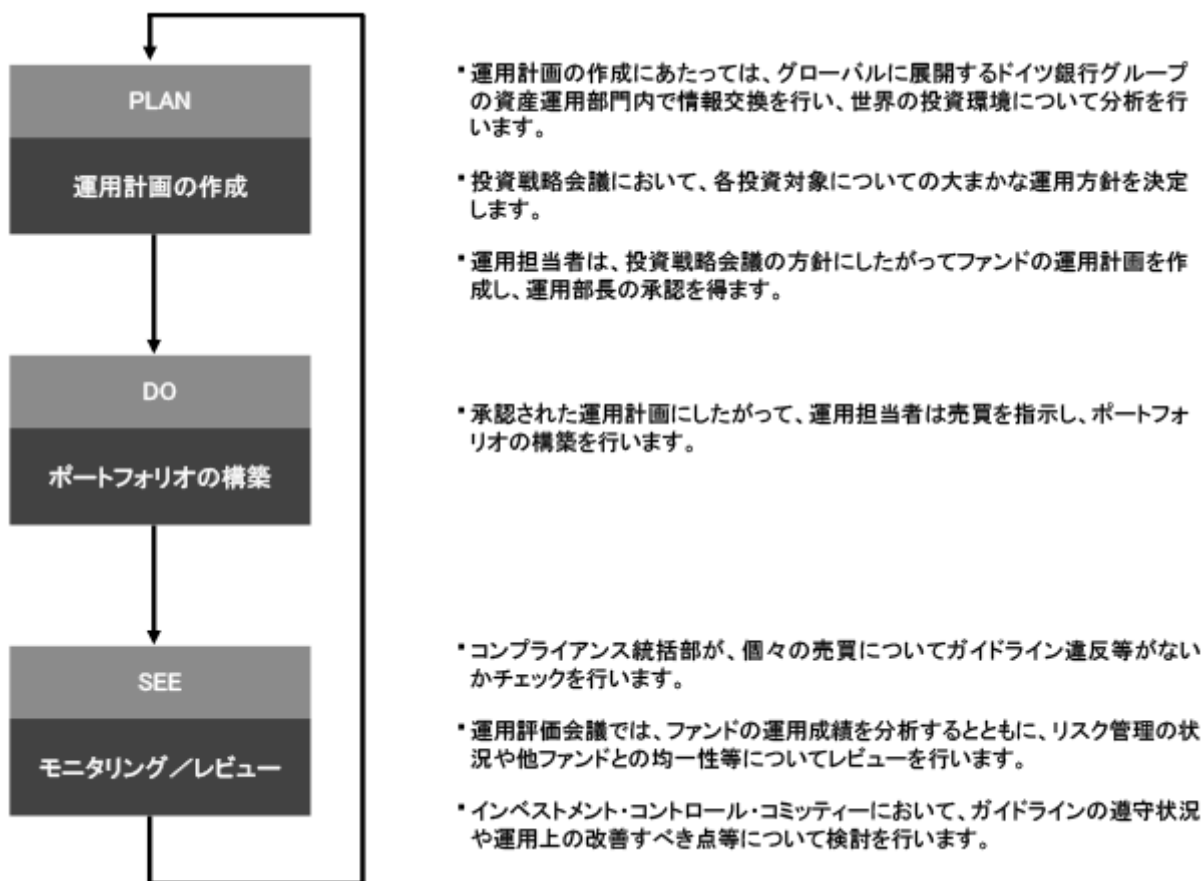 PLAN
運用計画の作成
▪運用計画の作成にあたっては、グローバルに展開するドイツ銀行グループ
の資産運用部門内で情報交換を行い、世界の投資環境について分析を行
います。
▪投資戦略会議において、各投資対象についての大まかな運用方針を決定
します。
▪運用担当者は、投資戦略会議の方針にしたがってファンドの運用計画を作
成し、運用部長の承認を得ます。
DO
ポートフォリオの構築
▪承認された運用計画にしたがって、運用担当者は売買を指示し、ポートフォ
リオの構築を行います。
SEE
モニタリング／レビュー
▪コンプライアンス統括部が、個々の売買についてガイドライン違反等がない
かチェックを行います。
▪運用評価会議では、ファンドの運用成績を分析するとともに、リスク管理の状
況や他ファンドとの均一性等についてレビューを行います。
▪インベストメント・コントロール・コミッティーにおいて、ガイドラインの遵守状況
や運用上の改善すべき点等について検討を行います。